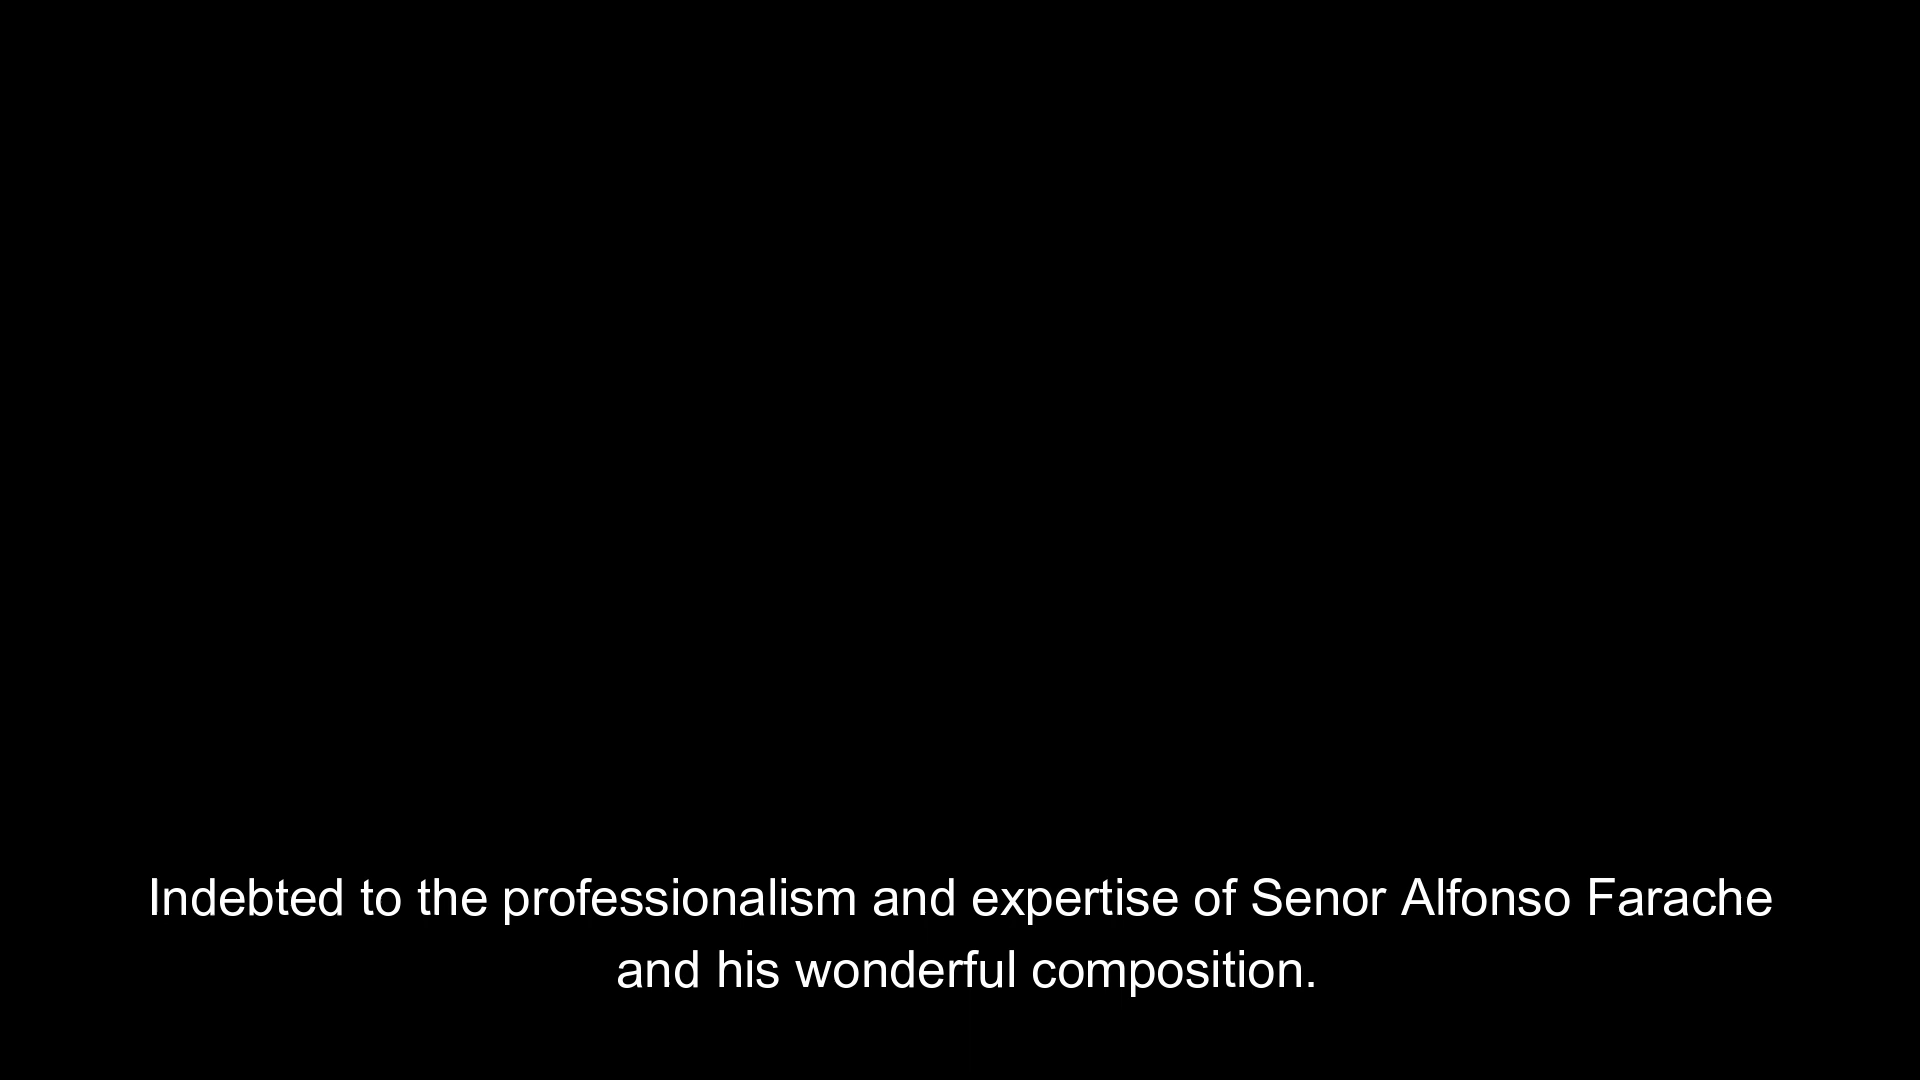 Indebted to the professionalism and expertise of Senor Alfonso Farache
and his wonderful composition.